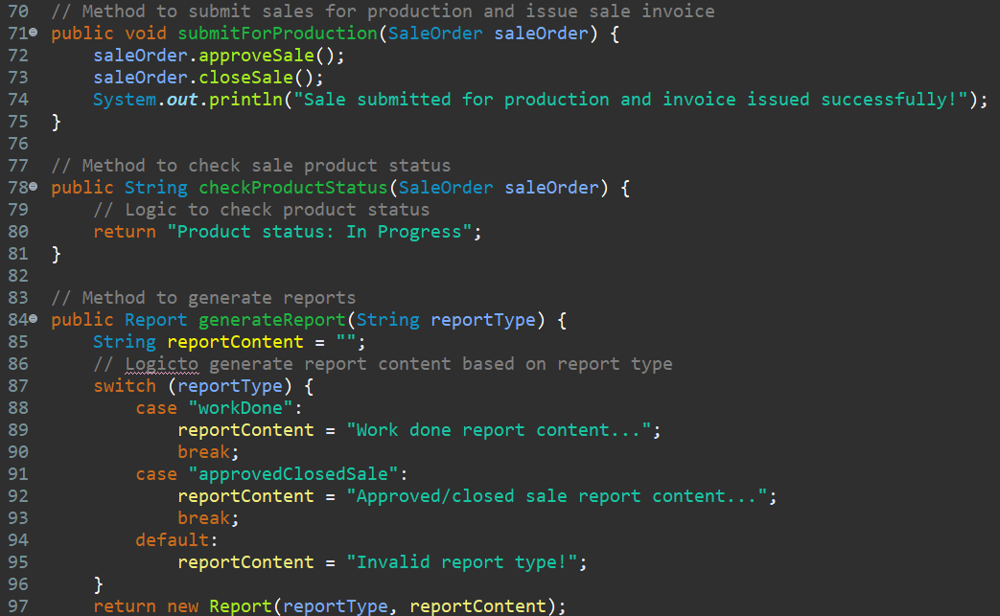 70 // Method to submit sales for production and issue sale invoice
71 public void submitForProduction(SaleOrder saleOrder) {
72     saleOrder.approveSale();
73     saleOrder.closeSale();
74     System.out.println("Sale submitted for production and invoice issued successfully!");
75 }
76
77 // Method to check sale product status
78 public String checkProductStatus(SaleOrder saleOrder) {
79     // Logic to check product status
80     return "Product status: In Progress";
81 }
82
83 // Method to generate reports
84 public Report generateReport(String reportType) {
85     String reportContent = "";
86     // Logicto generate report content based on report type
87     switch (reportType) {
88         case "workDone":
89             reportContent = "Work done report content...";
90             break;
91         case "approvedClosedSale":
92             reportContent = "Approved/closed sale report content...";
93             break;
94         default:
95             reportContent = "Invalid report type!";
96     }
97     return new Report(reportType, reportContent);